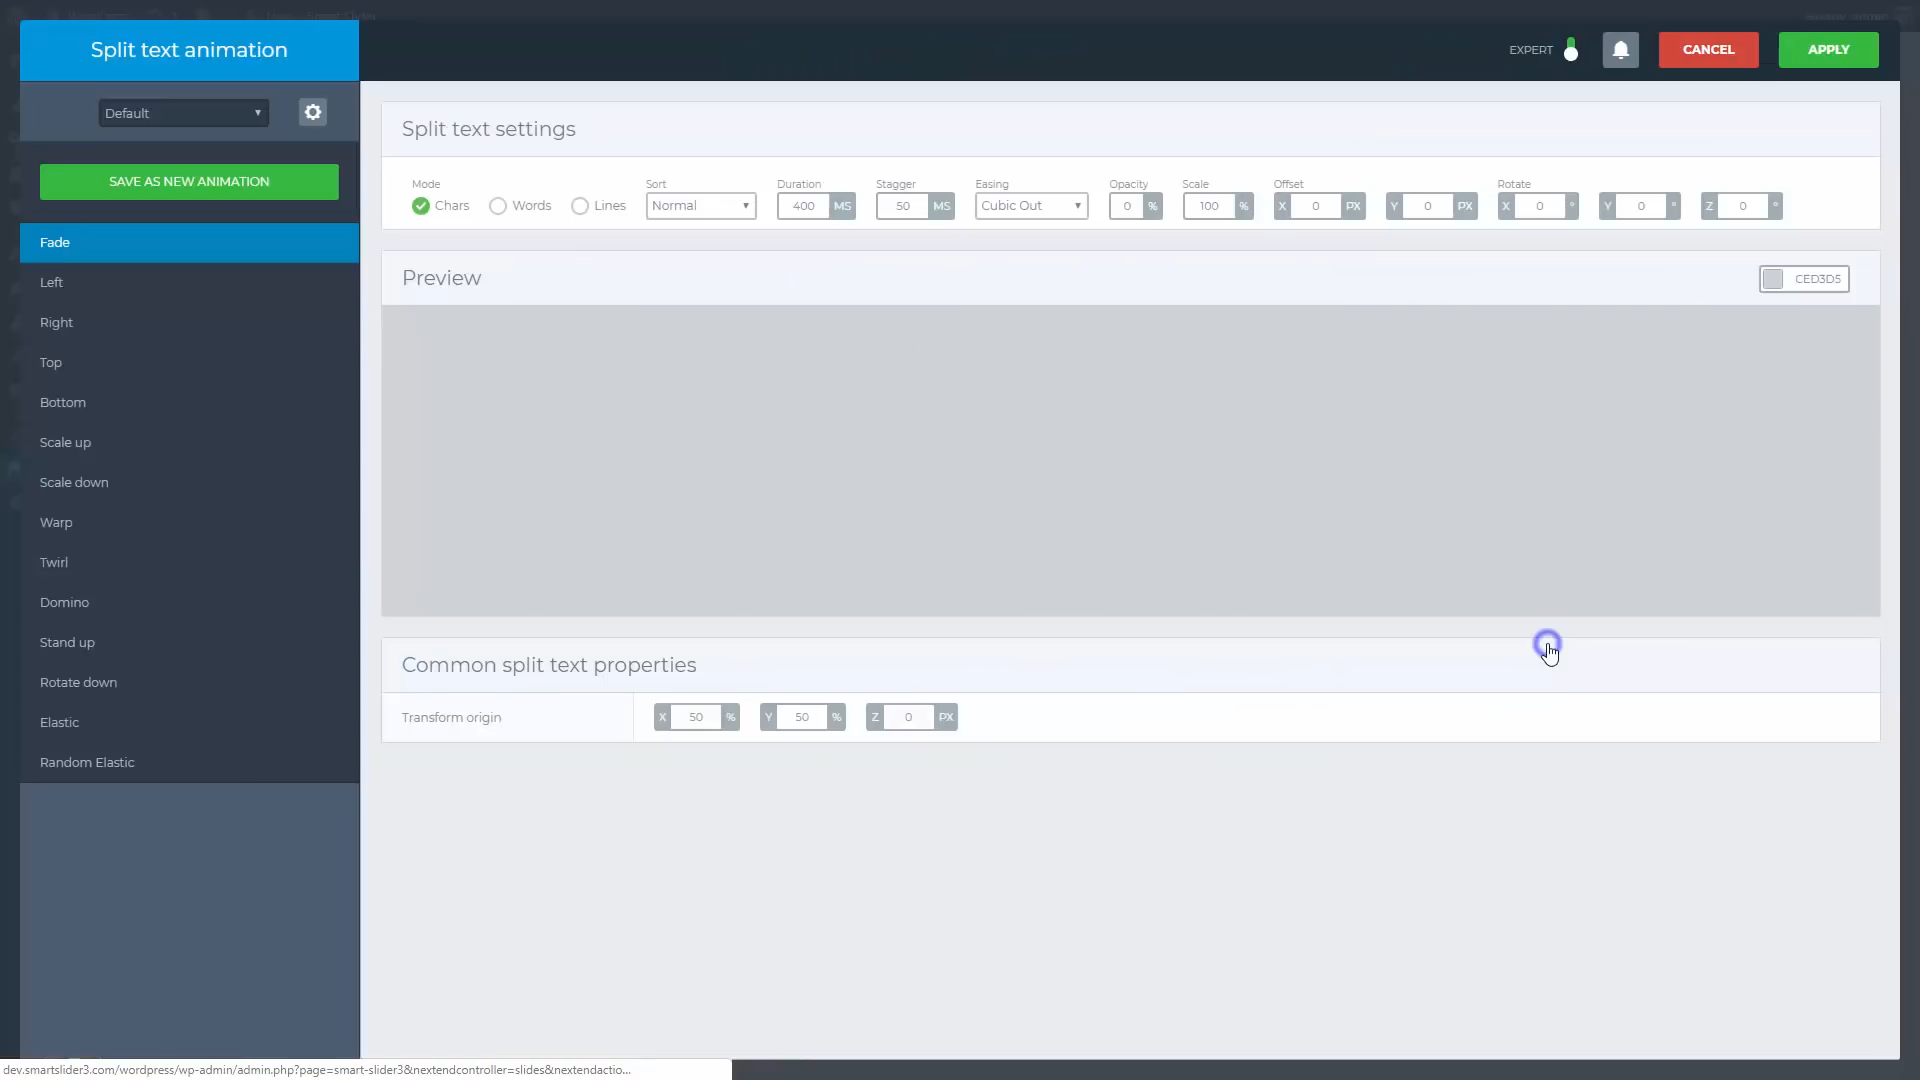 Split text animation
EXPERT
CANCEL
APPLY
Default
SAVE AS NEW ANIMATION
Fade
Left
Right
Top
Bottom
Scale up
Scale down
Warp
Twirl
Domino
Stand up
Rotate down
Elastic
Random Elastic
Split text settings
Mode Sort Duration Stagger Easing Opacity Scale Offset Rotate
Chars Words Lines Normal 400 MS 50 MS Cubic Out 0 % 100 % X 0 PX Y 0 PX X 0 ° Y 0 ° Z 0 °
Preview
CED3D5
Common split text properties
Transform origin X 50 % Y 50 % Z 0 PX
dev.smartslider3.com/wordpress/wp-admin/admin.php?page=smart-slider3&nextendcontroller=slides&nextendactio...